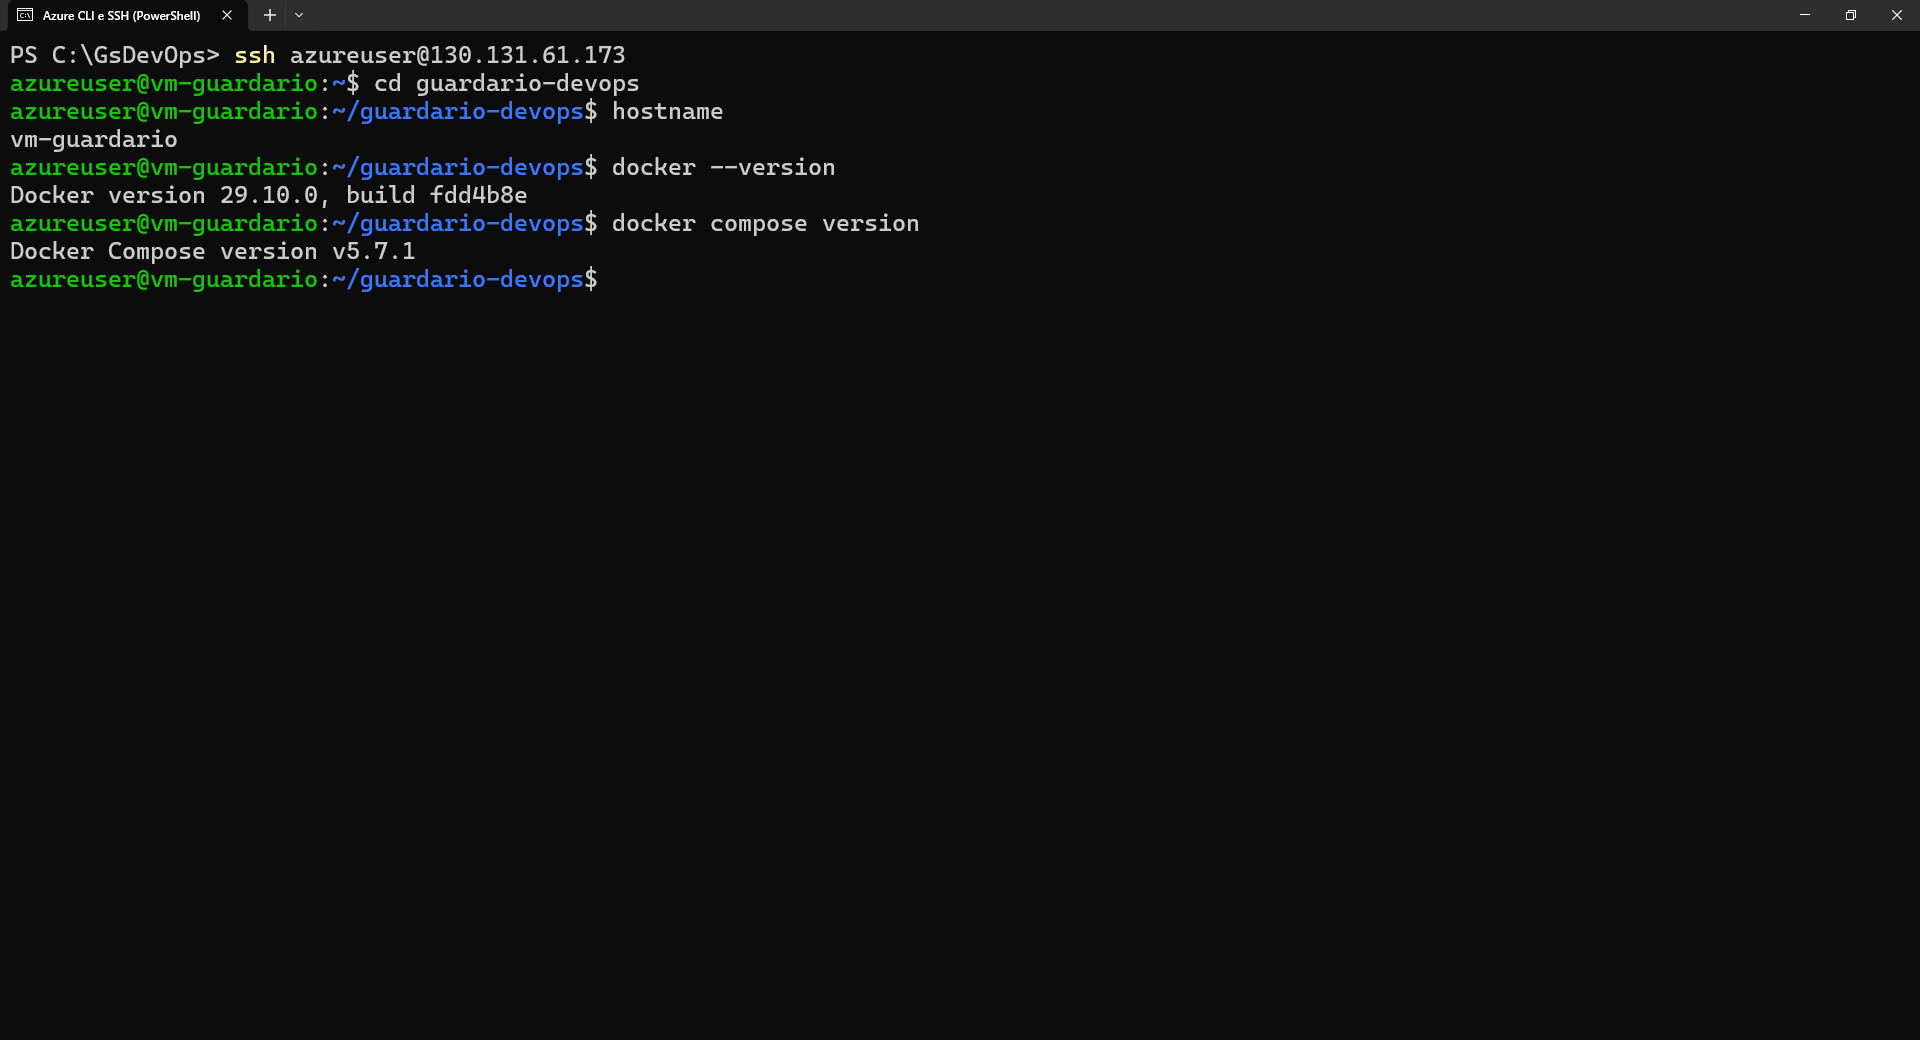 Azure CLI e SSH (PowerShell)
PS C:\GsDevOps> ssh azureuser@130.131.61.173
azureuser@vm-guardario:~$ cd guardario-devops
azureuser@vm-guardario:~/guardario-devops$ hostname
vm-guardario
azureuser@vm-guardario:~/guardario-devops$ docker --version
Docker version 29.10.0, build fdd4b8e
azureuser@vm-guardario:~/guardario-devops$ docker compose version
Docker Compose version v5.7.1
azureuser@vm-guardario:~/guardario-devops$